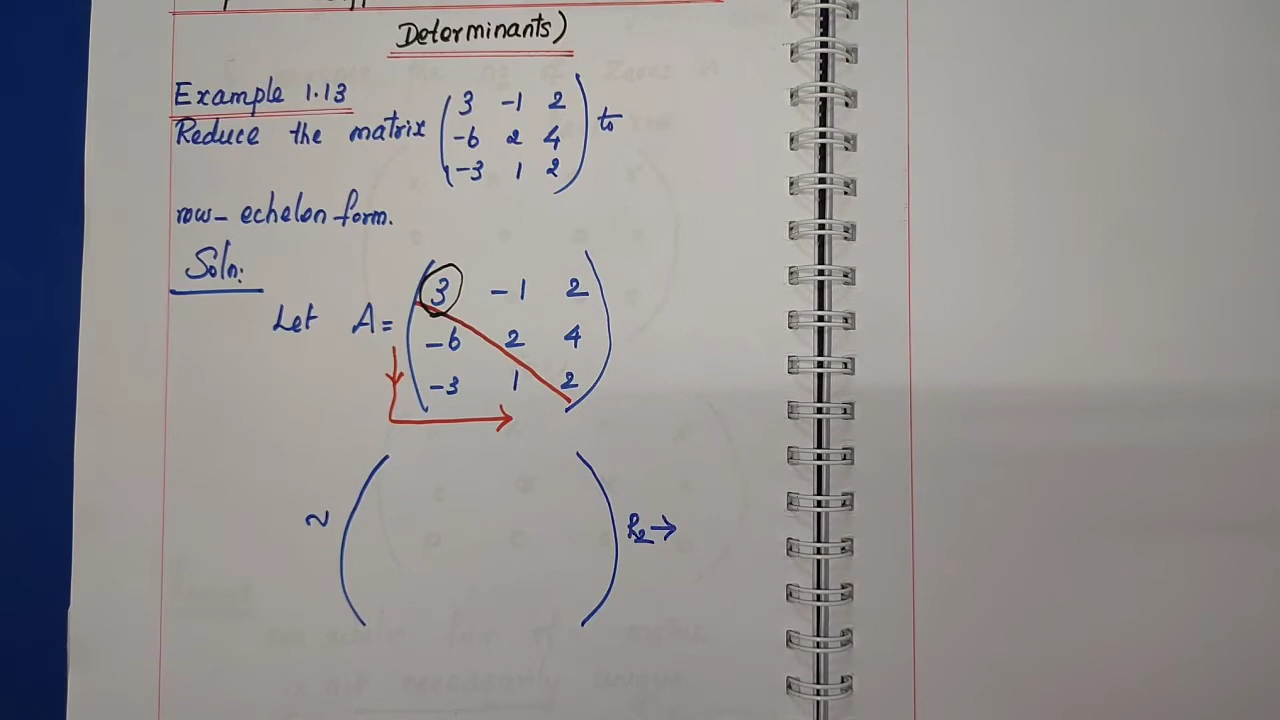 Determinants)
Example 1.13
3 -1 2
Reduce the matrix -6 2 4 to
-3 1 2
row-echelon form.
Soln:
3 -1 2
Let A = -6 2 4
-3 1 2
~ ( ) R2→